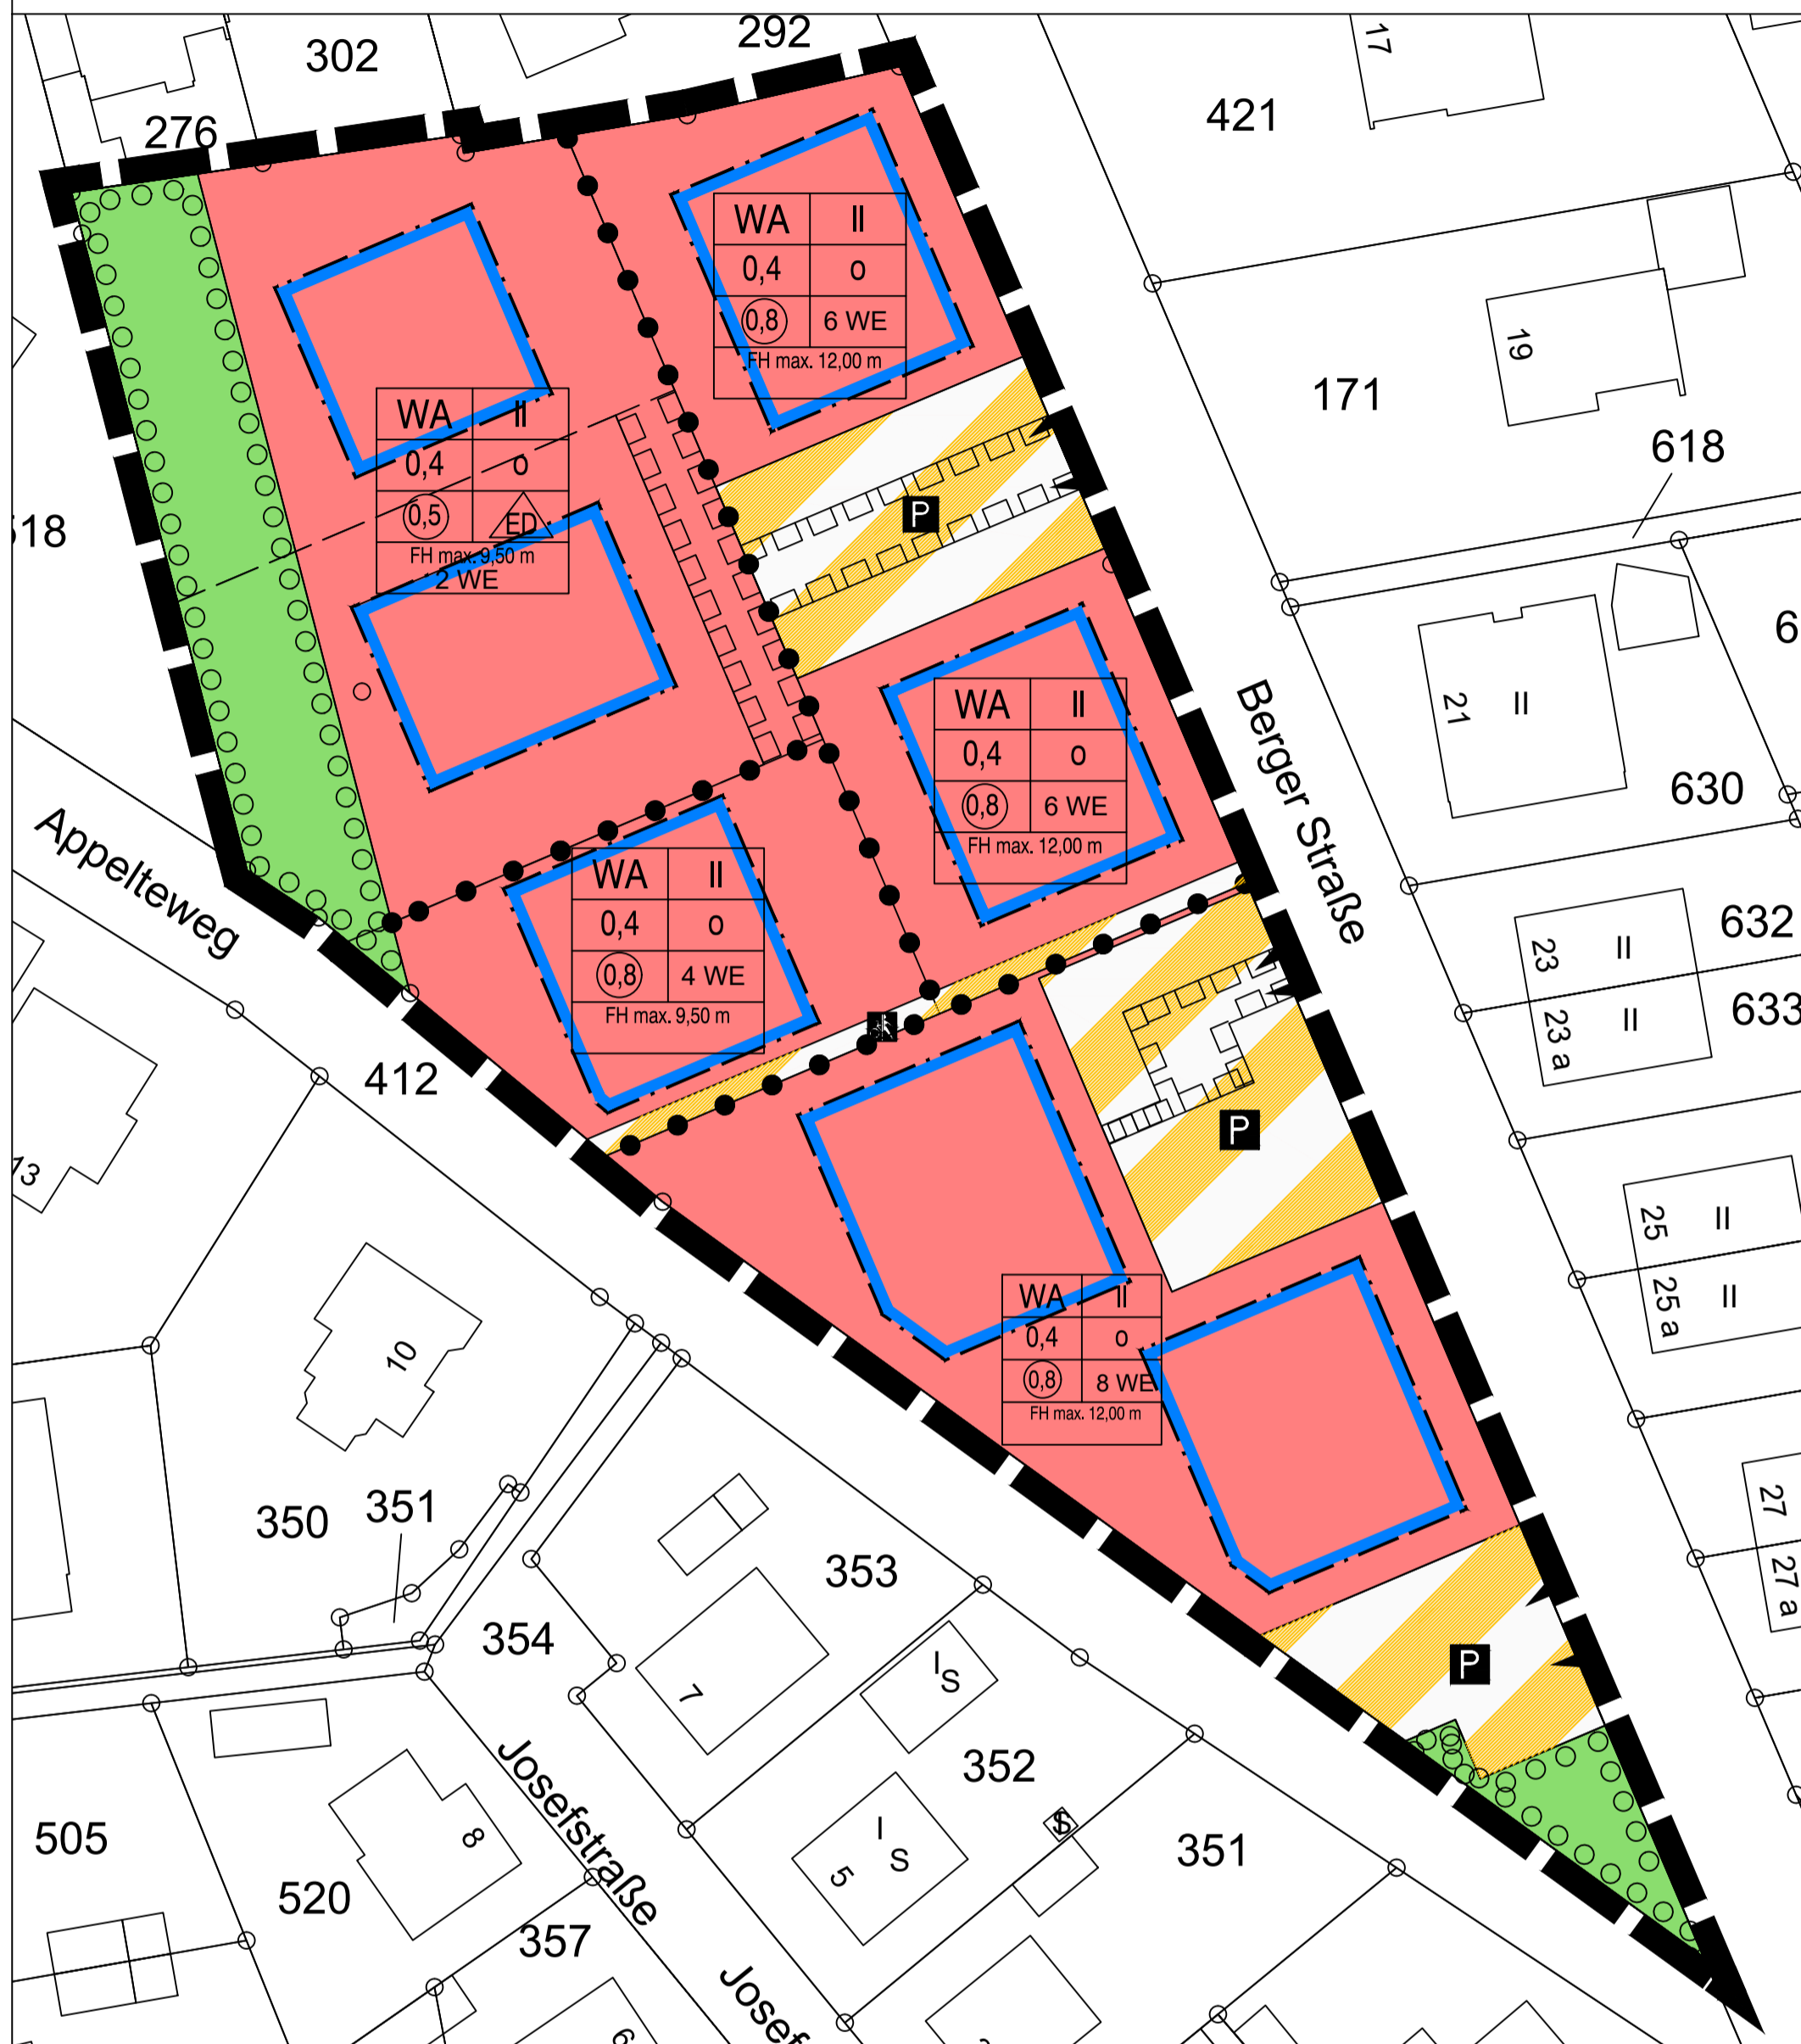 302
292
276
17
421
WA II
0,4 o
0,8 6 WE
FH max. 12,00 m
19
171
618
WA II
0,4 o
0,5 ED
FH max. 9,50 m
2 WE
P
21 II
630
Berger Straße
WA II
0,4 o
0,8 6 WE
FH max. 12,00 m
Appelteweg
WA II
0,4 o
0,8 4 WE
FH max. 9,50 m
23 II
632
23 a II
633
412
P
25 II
25 a II
WA II
0,4 o
0,8 8 WE
FH max. 12,00 m
10
350
351
353
354
27
27 a
7
I
S
P
Josefstraße
352
I
S
5
S
351
505
8
520
357
6